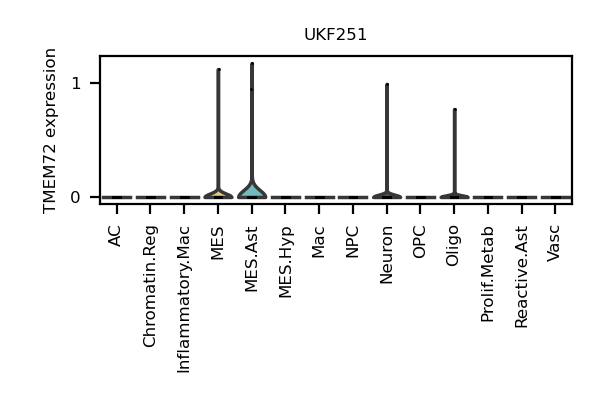 UKF251
TMEM72 expression
1
0
AC
Chromatin.Reg
Inflammatory.Mac
MES
MES.Ast
MES.Hyp
Mac
NPC
Neuron
OPC
Oligo
Prolif.Metab
Reactive.Ast
Vasc